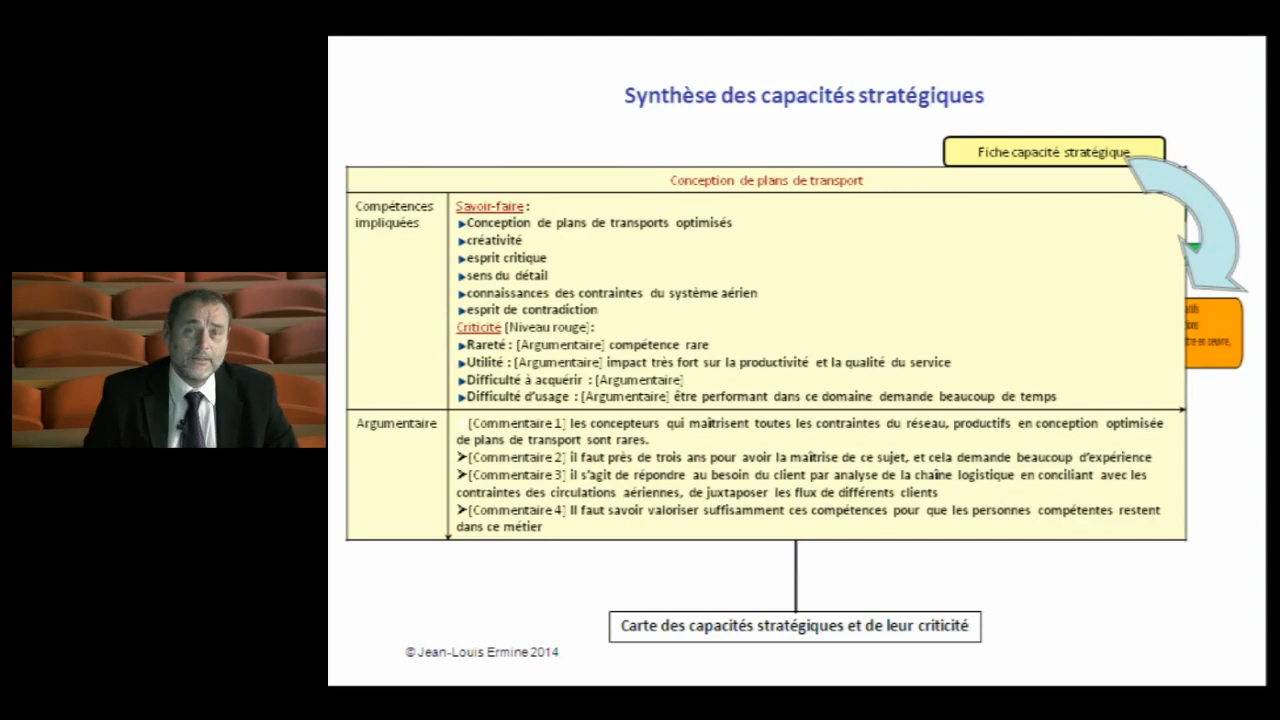 Synthèse des capacités stratégiques
Fiche capacité stratégique
Conception de plans de transport
Compétences
impliquées
Savoir-faire :
Conception de plans de transports optimisés
créativité
esprit critique
sens du détail
connaissances des contraintes du système aérien
esprit de contradiction
Criticité [Niveau rouge]:
Rareté : [Argumentaire] compétence rare
Utilité : [Argumentaire] impact très fort sur la productivité et la qualité du service
Difficulté à acquérir : [Argumentaire]
Difficulté d'usage : [Argumentaire] être performant dans ce domaine demande beaucoup de temps
Argumentaire
[Commentaire 1] les concepteurs qui maîtrisent toutes les contraintes du réseau, productifs en conception optimisée
de plans de transport sont rares.
[Commentaire 2] il faut près de trois ans pour avoir la maîtrise de ce sujet, et cela demande beaucoup d'expérience
[Commentaire 3] il s'agit de répondre au besoin du client par analyse de la chaîne logistique en conciliant avec les
contraintes des circulations aériennes, de juxtaposer les flux de différents clients
[Commentaire 4] Il faut savoir valoriser suffisamment ces compétences pour que les personnes compétentes restent
dans ce métier
Carte des capacités stratégiques et de leur criticité
© Jean-Louis Ermine 2014